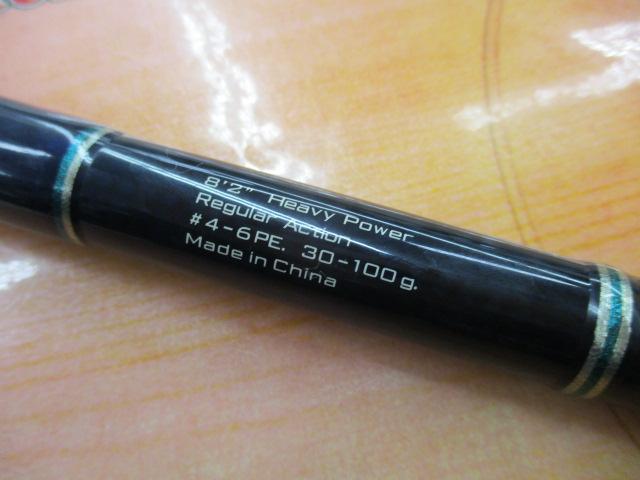 8'2" Heavy Power
Regular Action
#4-6PE. 30-100g.
Made in China